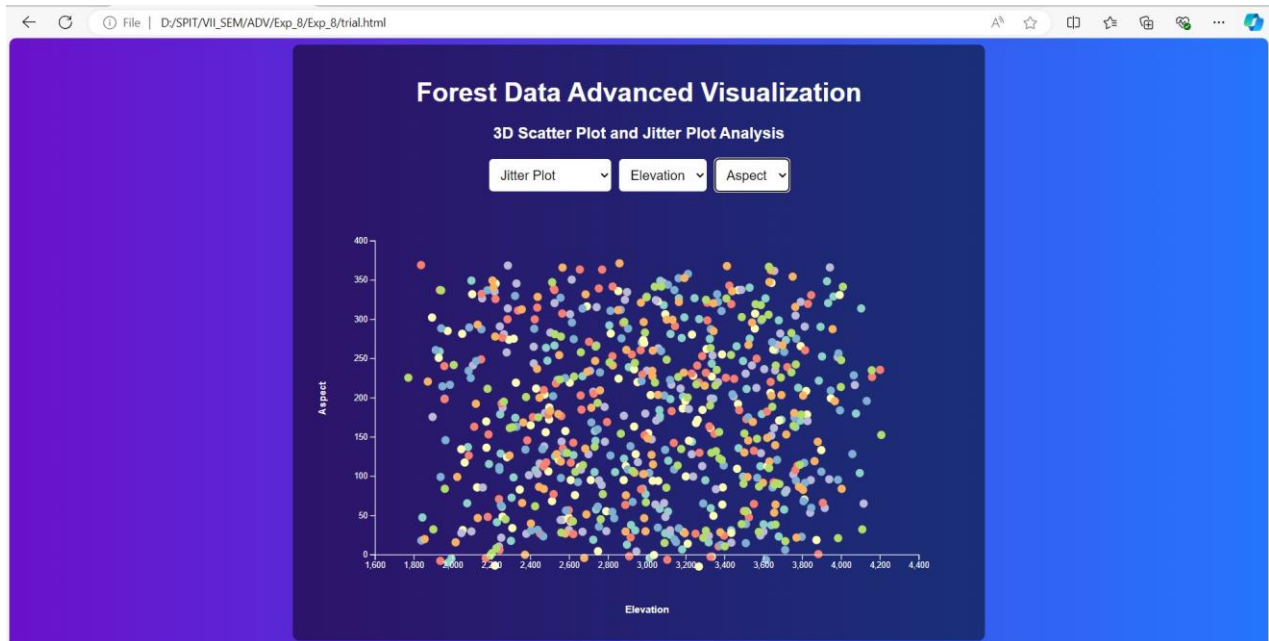 File | D:/SPIT/VII_SEM/ADV/Exp_8/Exp_8/trial.html
Forest Data Advanced Visualization
3D Scatter Plot and Jitter Plot Analysis
Jitter Plot Elevation Aspect
400
350
300
250
Aspect
200
150
100
50
0
1,600 1,800 2,000 2,200 2,400 2,600 2,800 3,000 3,200 3,400 3,600 3,800 4,000 4,200 4,400
Elevation